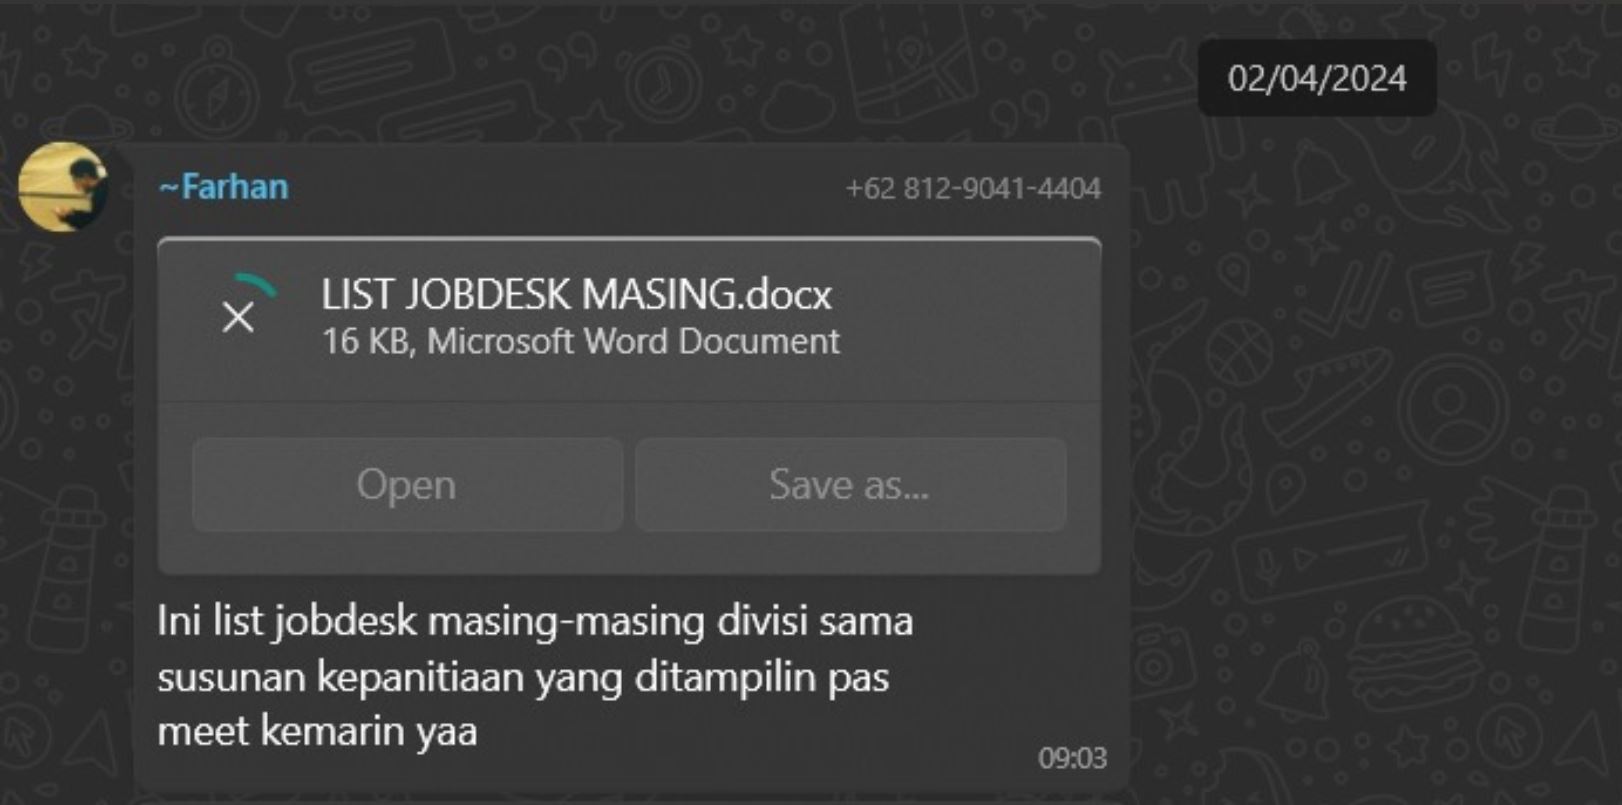 02/04/2024
~Farhan +62 812-9041-4404
LIST JOBDESK MASING.docx
16 KB, Microsoft Word Document
Open Save as...
Ini list jobdesk masing-masing divisi sama
susunan kepanitiaan yang ditampilin pas
meet kemarin yaa
09:03